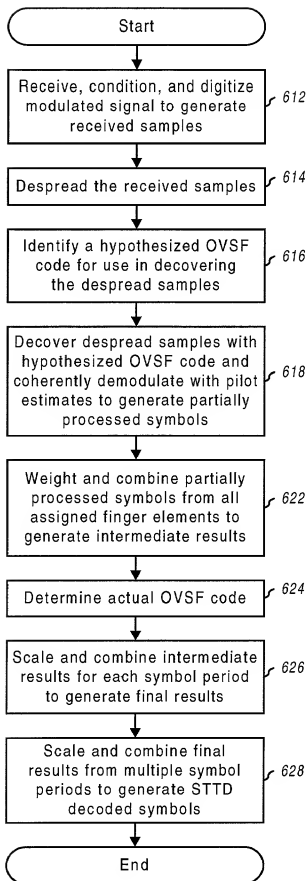 Start
Receive, condition, and digitize
modulated signal to generate
received samples
612
Despread the received samples
614
Identify a hypothesized OVSF
code for use in decovering
the despread samples
616
Decover despread samples with
hypothesized OVSF code and
coherently demodulate with pilot
estimates to generate partially
processed symbols
618
Weight and combine partially
processed symbols from all
assigned finger elements to
generate intermediate results
622
Determine actual OVSF code
624
Scale and combine intermediate
results for each symbol period
to generate final results
626
Scale and combine final
results from multiple symbol
periods to generate STTD
decoded symbols
628
End